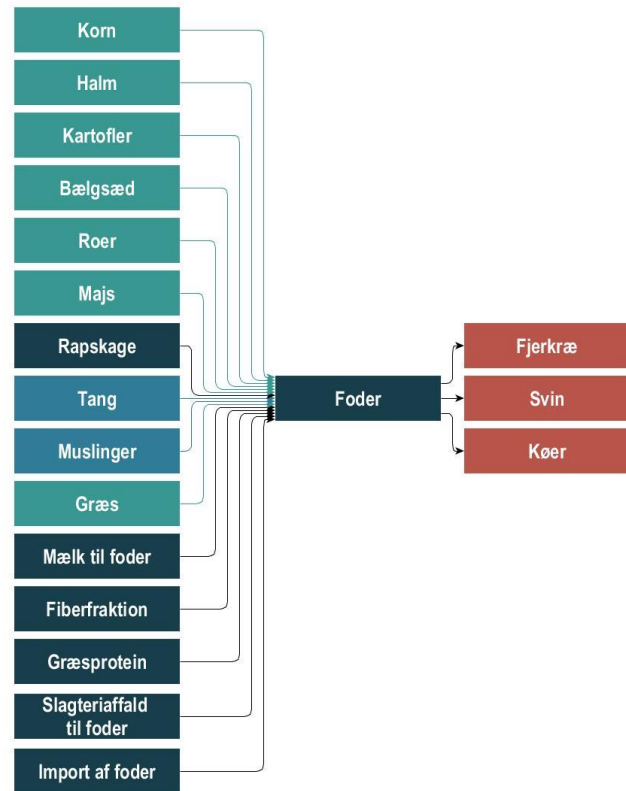 Korn
Halm
Kartofler
Bælgsæd
Roer
Majs
Rapskage
Tang
Muslinger
Græs
Mælk til foder
Fiberfraktion
Græsprotein
Slagteriaffald
til foder
Import af foder
Foder
Fjerkræ
Svin
Køer